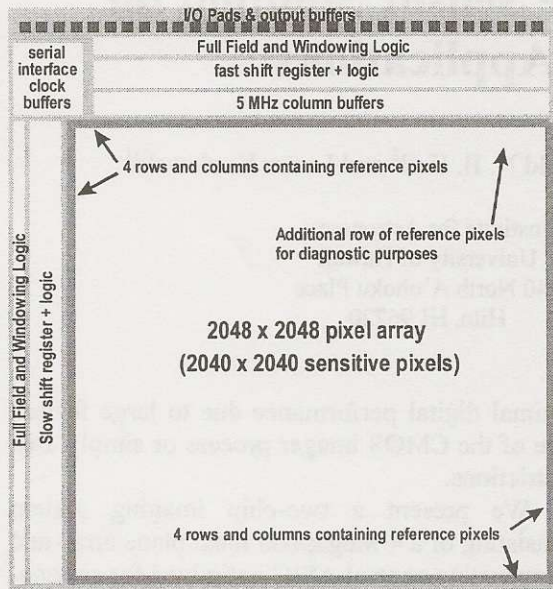 I/O Pads & output buffers
serial
interface
clock
buffers
Full Field and Windowing Logic
fast shift register + logic
5 MHz column buffers
4 rows and columns containing reference pixels
Additional row of reference pixels
for diagnostic purposes
Full Field and Windowing Logic
Slow shift register + logic
2048 x 2048 pixel array
(2040 x 2040 sensitive pixels)
4 rows and columns containing reference pixels